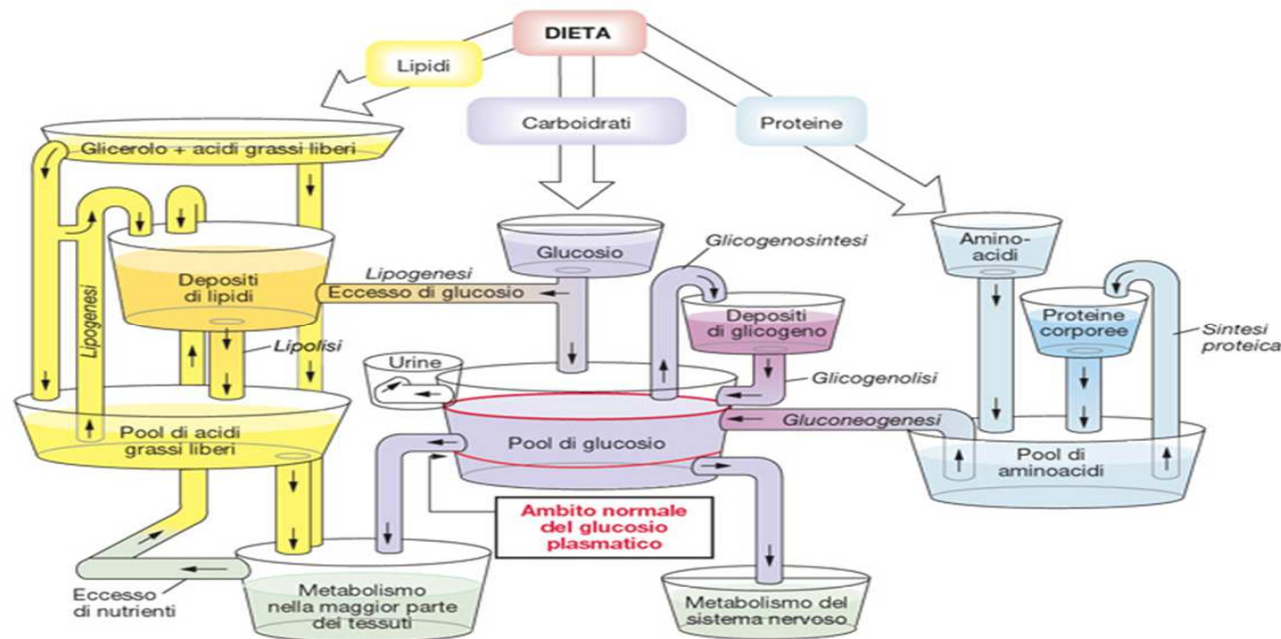 DIETA
Lipidi
Carboidrati
Proteine
Glicerolo + acidi grassi liberi
Glucosio
Glicogenosintesi
Amino-
acidi
Depositi
di lipidi
Lipogenesi
Eccesso di glucosio
Depositi
di glicogeno
Proteine
corporee
Sintesi
proteica
Lipogenesi
Lipolisi
Urine
Glicogenolisi
Gluconeogenesi
Pool di acidi
grassi liberi
Pool di glucosio
Pool di
aminoacidi
Ambito normale
del glucosio
plasmatico
Eccesso
di nutrienti
Metabolismo
nella maggior parte
dei tessuti
Metabolismo del
sistema nervoso